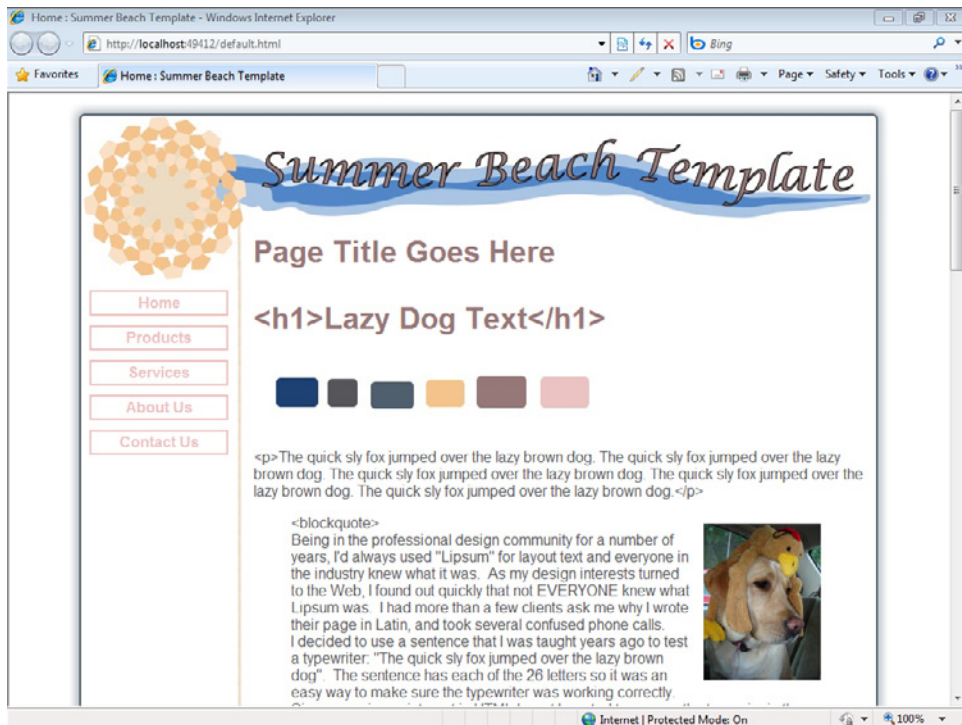 Home : Summer Beach Template - Windows Internet Explorer
http://localhost:49412/default.html
Bing
Favorites
Home : Summer Beach Template
Page
Safety
Tools
Summer Beach Template
Page Title Goes Here
<h1>Lazy Dog Text</h1>
Home
Products
Services
About Us
Contact Us
<p>The quick sly fox jumped over the lazy brown dog. The quick sly fox jumped over the lazy
brown dog. The quick sly fox jumped over the lazy brown dog. The quick sly fox jumped over the
lazy brown dog. The quick sly fox jumped over the lazy brown dog.</p>
<blockquote>
Being in the professional design community for a number of
years, I'd always used "Lipsum" for layout text and everyone in
the industry knew what it was. As my design interests turned
to the Web, I found out quickly that not EVERYONE knew what
Lipsum was. I had more than a few clients ask me why I wrote
their page in Latin, and took several confused phone calls.
I decided to use a sentence that I was taught years ago to test
a typewriter: "The quick sly fox jumped over the lazy brown
dog". The sentence has each of the 26 letters so it was an
easy way to make sure the typewriter was working correctly.
Internet | Protected Mode: On
100%